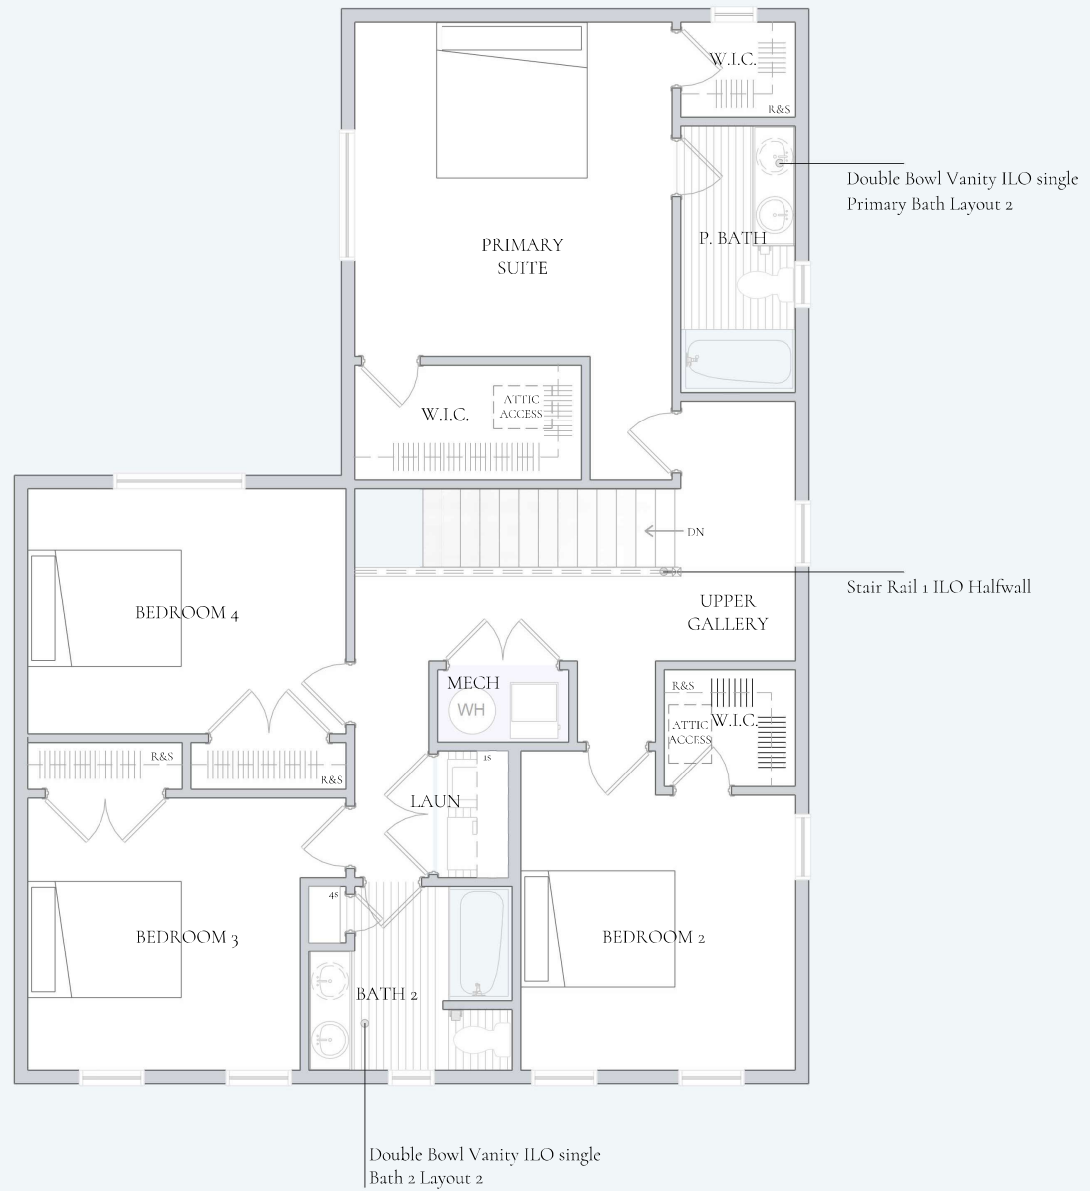 W.I.C.
R&S
Double Bowl Vanity ILO single
Primary Bath Layout 2
P. BATH
PRIMARY
SUITE
W.I.C.
ATTIC
ACCESS
DN
Stair Rail 1 ILO Halfwall
UPPER
GALLERY
BEDROOM 4
MECH
WH
R&S
W.I.C.
ATTIC
ACCESS
R&S
R&S
1S
LAUN
4S
BEDROOM 3
BEDROOM 2
BATH 2
Double Bowl Vanity ILO single
Bath 2 Layout 2